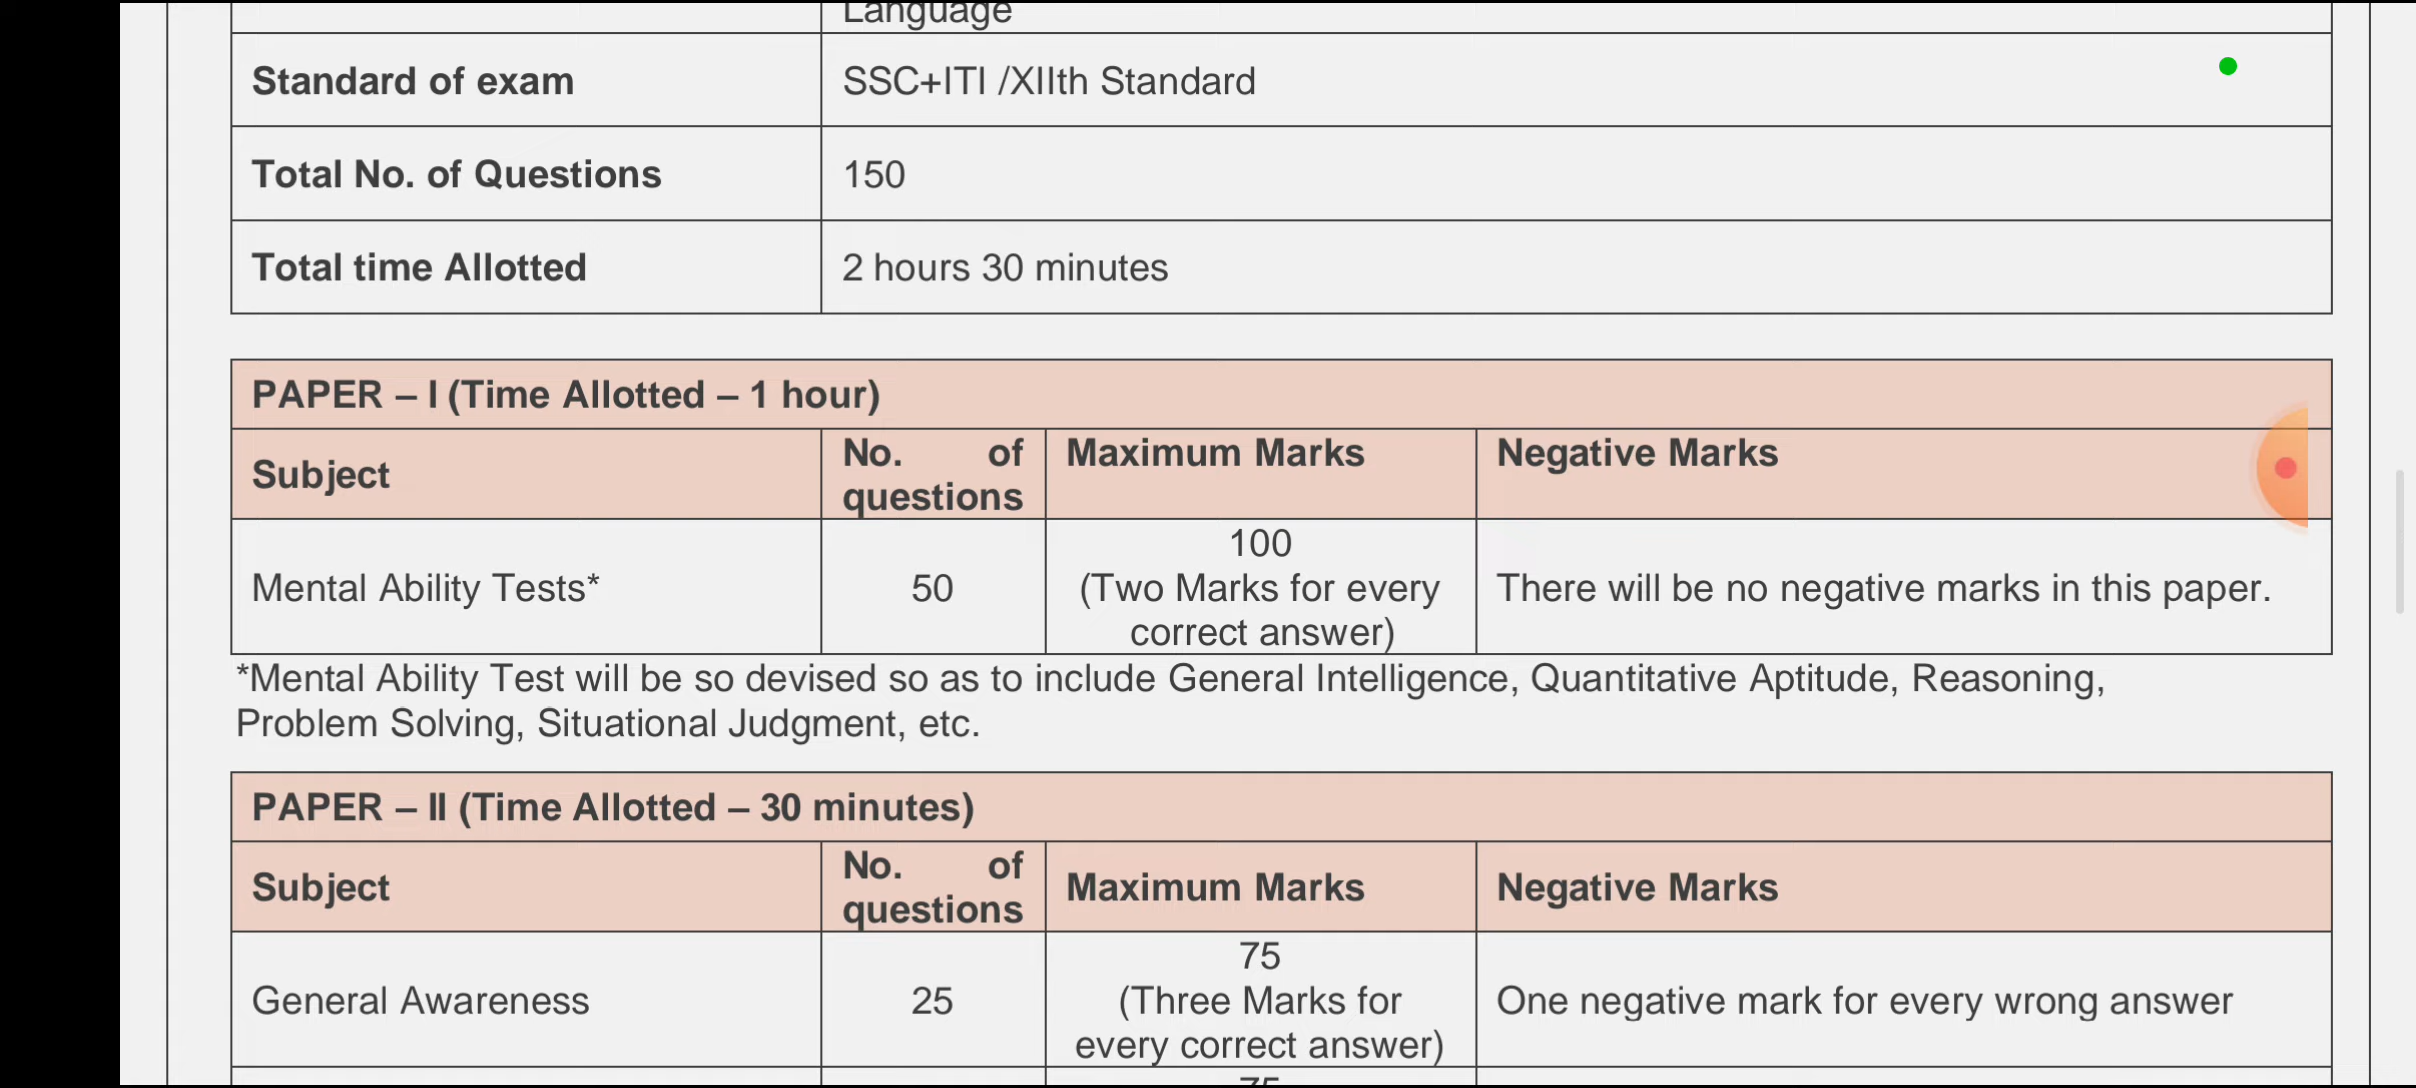 Language
Standard of exam SSC+ITI /XIIth Standard
Total No. of Questions 150
Total time Allotted 2 hours 30 minutes
PAPER – I (Time Allotted – 1 hour)
Subject No. of questions Maximum Marks Negative Marks
Mental Ability Tests* 50 100 (Two Marks for every correct answer) There will be no negative marks in this paper.
*Mental Ability Test will be so devised so as to include General Intelligence, Quantitative Aptitude, Reasoning,
Problem Solving, Situational Judgment, etc.
PAPER – II (Time Allotted – 30 minutes)
Subject No. of questions Maximum Marks Negative Marks
General Awareness 25 75 (Three Marks for every correct answer) One negative mark for every wrong answer